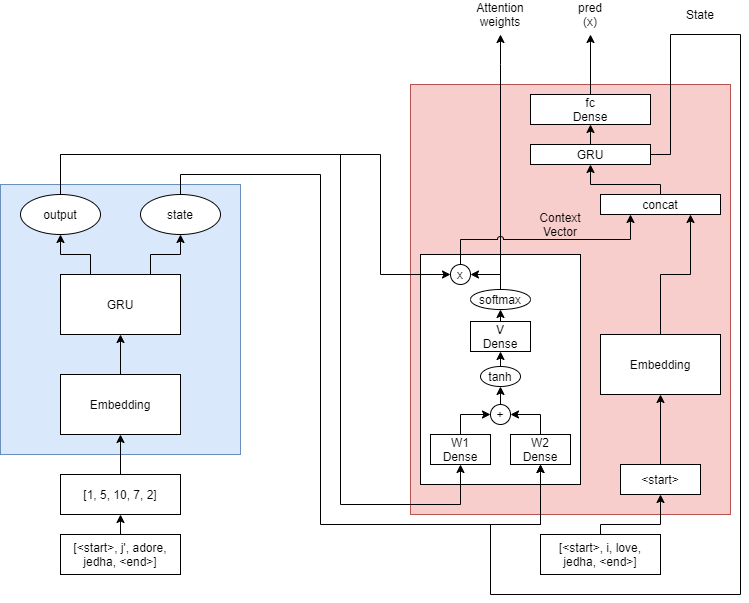 Attention
weights
pred
(x)
State
fc
Dense
GRU
concat
Context
Vector
output
state
x
softmax
GRU
V
Dense
tanh
Embedding
Embedding
+
W1
Dense
W2
Dense
<start>
[1, 5, 10, 7, 2]
[<start>, j', adore,
jedha, <end>]
[<start>, i, love,
jedha, <end>]